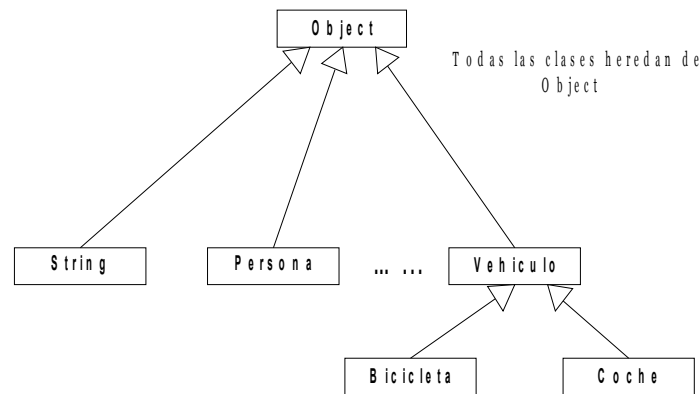 Object
Todas las clases heredan de
Object
String
Persona
... ...
Vehiculo
Bicicleta
Coche